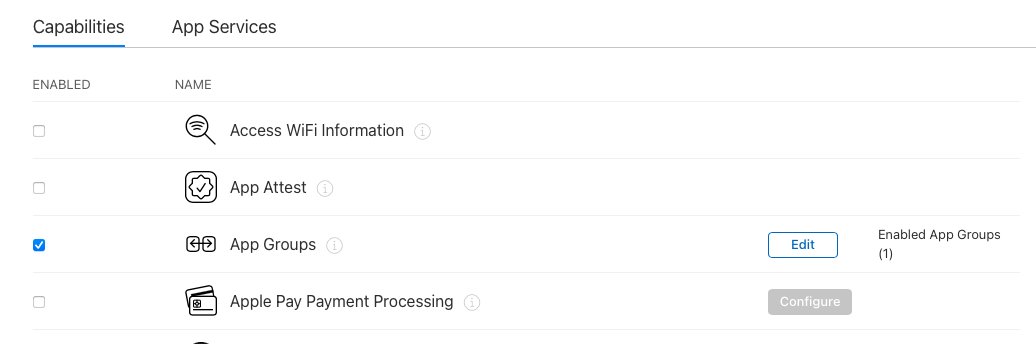 Capabilities App Services
ENABLED NAME
Access WiFi Information
App Attest
App Groups Edit Enabled App Groups
(1)
Apple Pay Payment Processing Configure